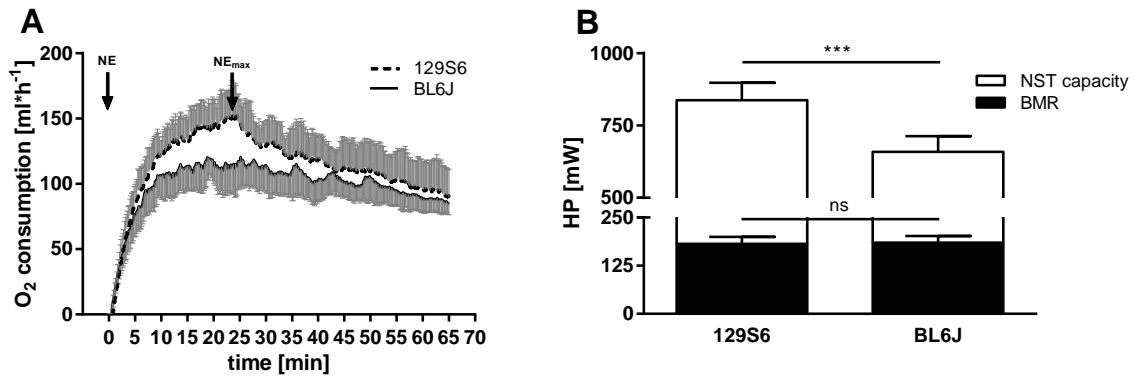 A
NE
NEmax
129S6
BL6J
O2 consumption [ml*h-1]
200
150
100
50
0
0 5 10 15 20 25 30 35 40 45 50 55 60 65 70
time [min]
B
***
NST capacity
BMR
HP [mW]
1000
750
500
250
125
0
ns
129S6 BL6J